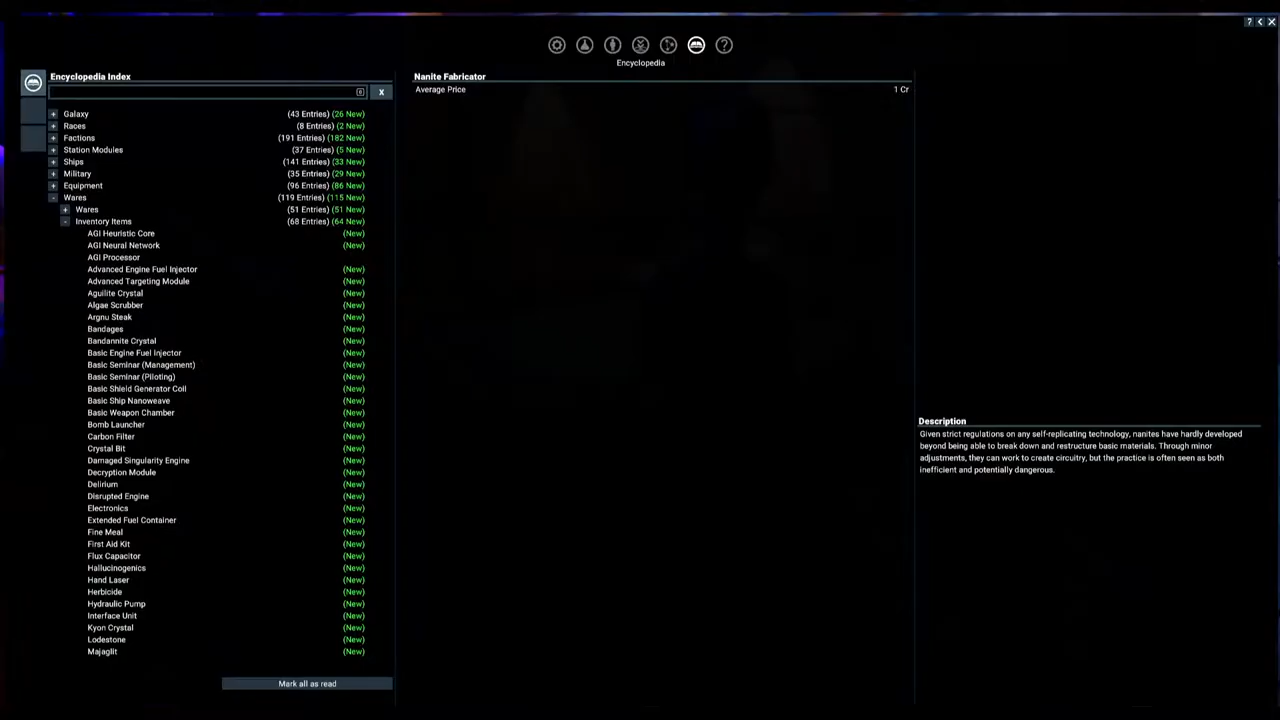 ? < X
Encyclopedia
Encyclopedia Index
x
Galaxy (43 Entries) (26 New)
Races (8 Entries) (2 New)
Factions (191 Entries) (182 New)
Station Modules (37 Entries) (5 New)
Ships (141 Entries) (33 New)
Military (35 Entries) (29 New)
Equipment (96 Entries) (86 New)
Wares (119 Entries) (115 New)
Wares (51 Entries) (51 New)
Inventory Items (68 Entries) (64 New)
AGI Heuristic Core (New)
AGI Neural Network (New)
AGI Processor
Advanced Engine Fuel Injector (New)
Advanced Targeting Module (New)
Aguilite Crystal (New)
Algae Scrubber (New)
Argnu Steak (New)
Bandages (New)
Bandannite Crystal (New)
Basic Engine Fuel Injector (New)
Basic Seminar (Management) (New)
Basic Seminar (Piloting) (New)
Basic Shield Generator Coil (New)
Basic Ship Nanoweave (New)
Basic Weapon Chamber (New)
Bomb Launcher (New)
Carbon Filter (New)
Crystal Bit (New)
Damaged Singularity Engine (New)
Decryption Module (New)
Delirium (New)
Disrupted Engine (New)
Electronics (New)
Extended Fuel Container (New)
Fine Meal (New)
First Aid Kit (New)
Flux Capacitor (New)
Hallucinogenics (New)
Hand Laser (New)
Herbicide (New)
Hydraulic Pump (New)
Interface Unit (New)
Kyon Crystal (New)
Lodestone (New)
Majaglit (New)
Mark all as read
Nanite Fabricator
Average Price 1 Cr
Description
Given strict regulations on any self-replicating technology, nanites have hardly developed
beyond being able to break down and restructure basic materials. Through minor
adjustments, they can work to create circuitry, but the practice is often seen as both
inefficient and potentially dangerous.